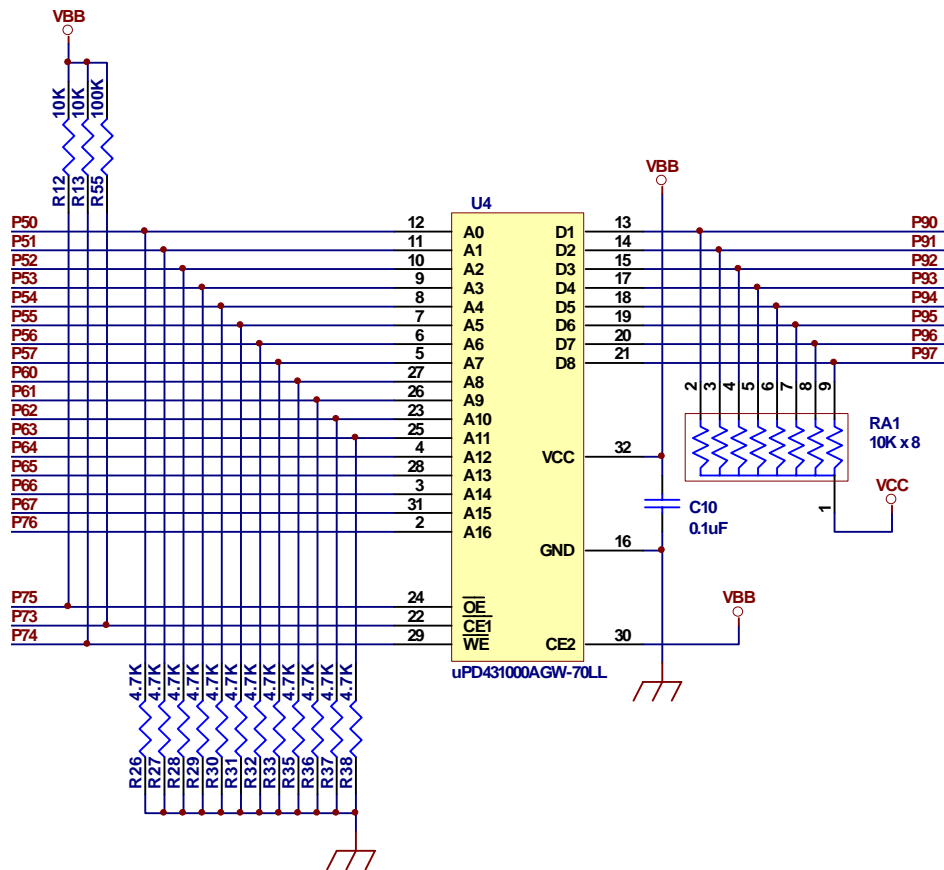 VBB
10K
10K
100K
R12
R13
R55
VBB
U4
P50 12 A0 D1 13 P90
P51 11 A1 D2 14 P91
P52 10 A2 D3 15 P92
P53 9 A3 D4 17 P93
P54 8 A4 D5 18 P94
P55 7 A5 D6 19 P95
P56 6 A6 D7 20 P96
P57 5 A7 D8 21 P97
P60 27 A8
P61 26 A9
P62 23 A10
P63 25 A11
P64 4 A12 VCC 32
P65 28 A13
P66 3 A14
P67 31 A15
P76 2 A16
2 3 4 5 6 7 8 9
RA1
10K x 8
1
VCC
C10
0.1uF
GND 16
P75 24 OE
P73 22 CE1
P74 29 WE CE2 30
VBB
uPD431000AGW-70LL
4.7K 4.7K 4.7K 4.7K 4.7K 4.7K 4.7K 4.7K 4.7K 4.7K 4.7K 4.7K
R26 R27 R28 R29 R30 R31 R32 R33 R35 R36 R37 R38